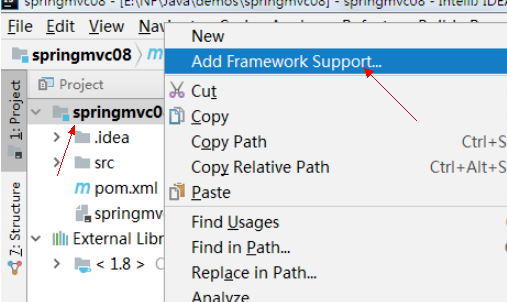 springmvc08 - [E:\NF\Java\demos\springmvc08] - springmvc08 - IntelliJ IDEA
File Edit View Na
springmvc08 m
New
Add Framework Support...
Project
1: Project
springmvc08
Cut
.idea
Copy
src
Copy Path Ctrl+S
pom.xml
Copy Relative Path Ctrl+Alt+S
springmv
Paste
Z: Structure
External Libr
Find Usages
< 1.8 > C
Find in Path...
Replace in Path...
Analyze